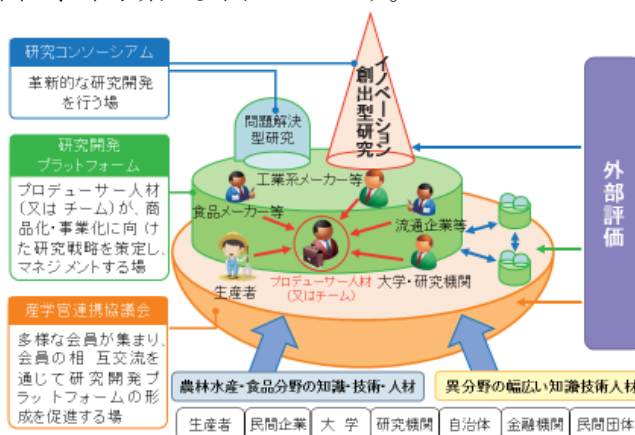 研究コンソーシアム
革新的な研究開発
を行う場
研究開発
プラットフォーム
プロデューサー人材
(又は チーム)が、商
品化・事業化に向け
た研究戦略を策定し、
マネジメントする場
産学官連携協議会
多様な会員が集まり、
会員の相 互交流を
通じて研究開発プ
ラットフォームの形
成を促進する場
イノベーション
創出型研究
問題解決
型研究
工業系メーカー等
食品メーカー等
流通企業等
生産者
プロデューサー人材
(又はチーム)
大学・研究機関
外部評価
農林水産・食品分野の知識・技術・人材
異分野の幅広い知識技術人材
生産者
民間企業
大 学
研究機関
自治体
金融機関
民間団体